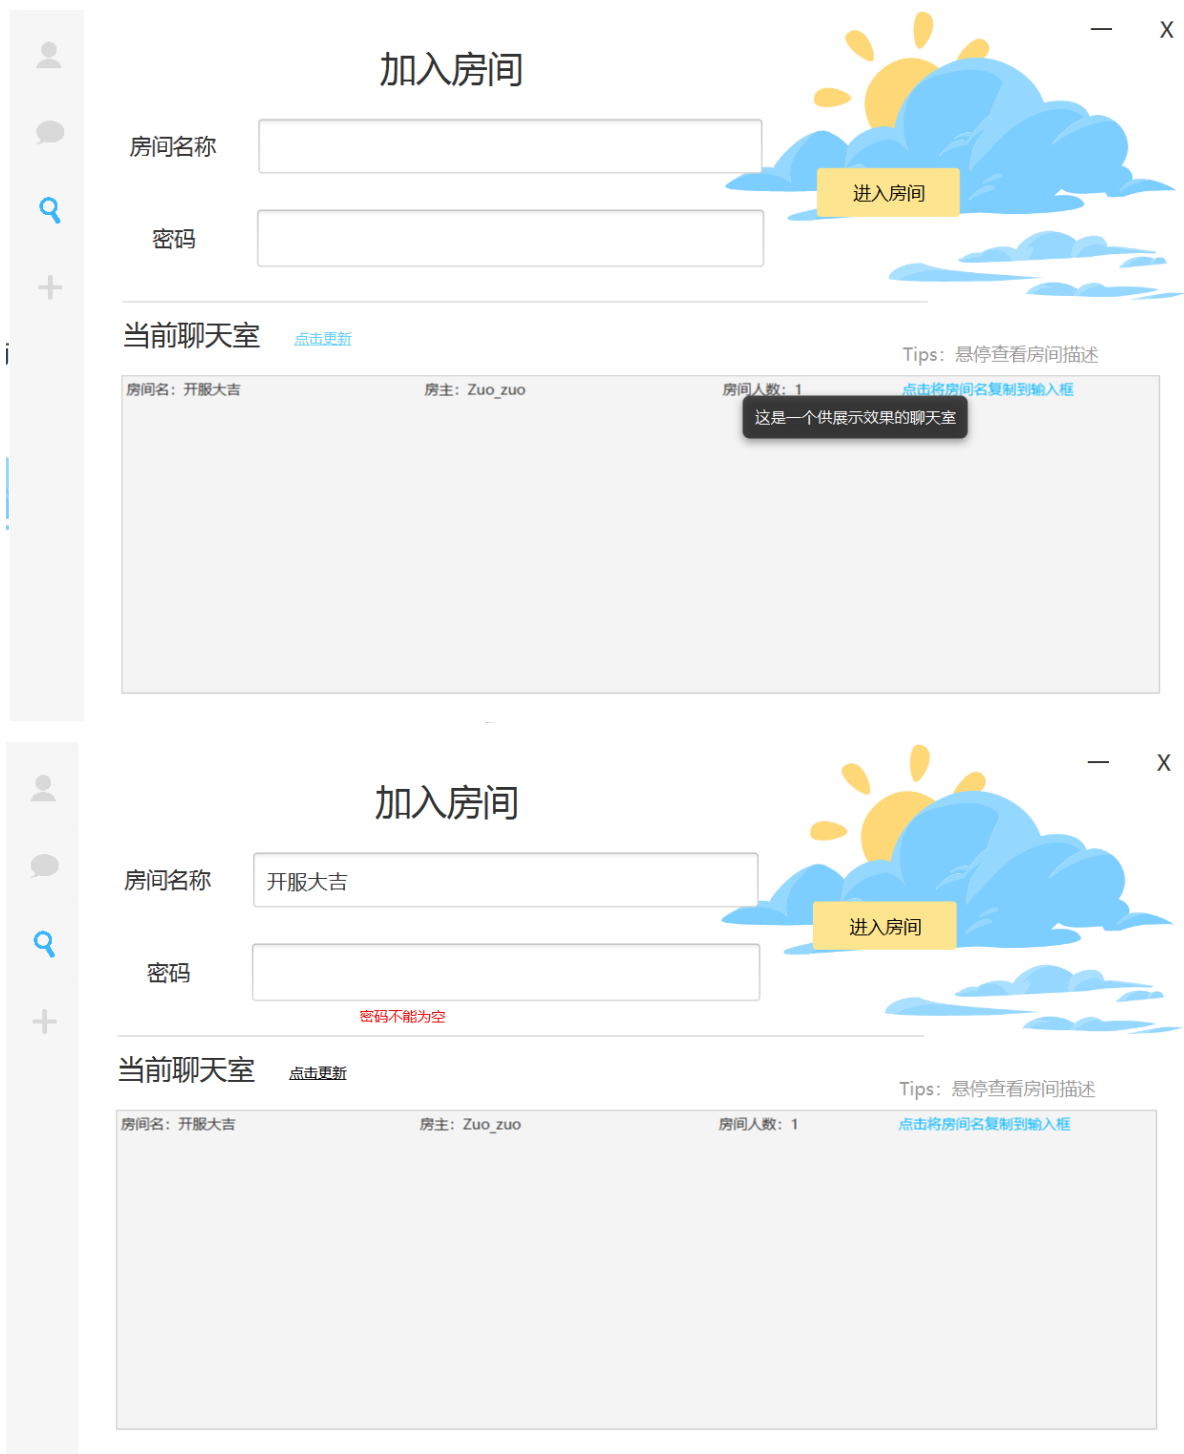 — X
加入房间
房间名称
进入房间
密码
当前聊天室 点击更新
Tips：悬停查看房间描述
房间名：开服大吉 房主：Zuo_zuo 房间人数：1 点击将房间名复制到输入框
这是一个供展示效果的聊天室
— X
加入房间
房间名称 开服大吉
进入房间
密码
密码不能为空
当前聊天室 点击更新
Tips：悬停查看房间描述
房间名：开服大吉 房主：Zuo_zuo 房间人数：1 点击将房间名复制到输入框